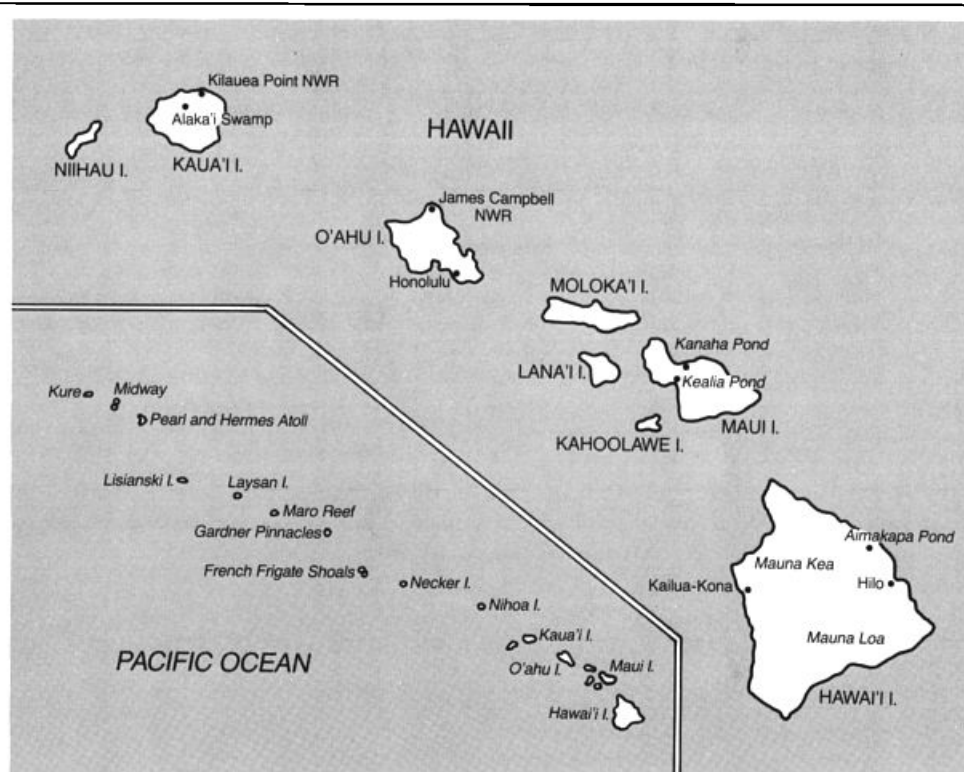 Kilauea Point NWR
Alaka'i Swamp
HAWAII
NIIHAU I.
KAUA'I I.
James Campbell
NWR
O'AHU I.
Honolulu
MOLOKA'I I.
Kanaha Pond
LANA'I I.
Kealia Pond
MAUI I.
KAHOOLAWE I.
Kure
Midway
Pearl and Hermes Atoll
Lisianski I.
Laysan I.
Maro Reef
Gardner Pinnacles
French Frigate Shoals
Necker I.
Nihoa I.
Kaua'i I.
O'ahu I.
Maui I.
Hawai'i I.
PACIFIC OCEAN
Aimakapa Pond
Mauna Kea
Kailua-Kona
Hilo
Mauna Loa
HAWAI'I I.